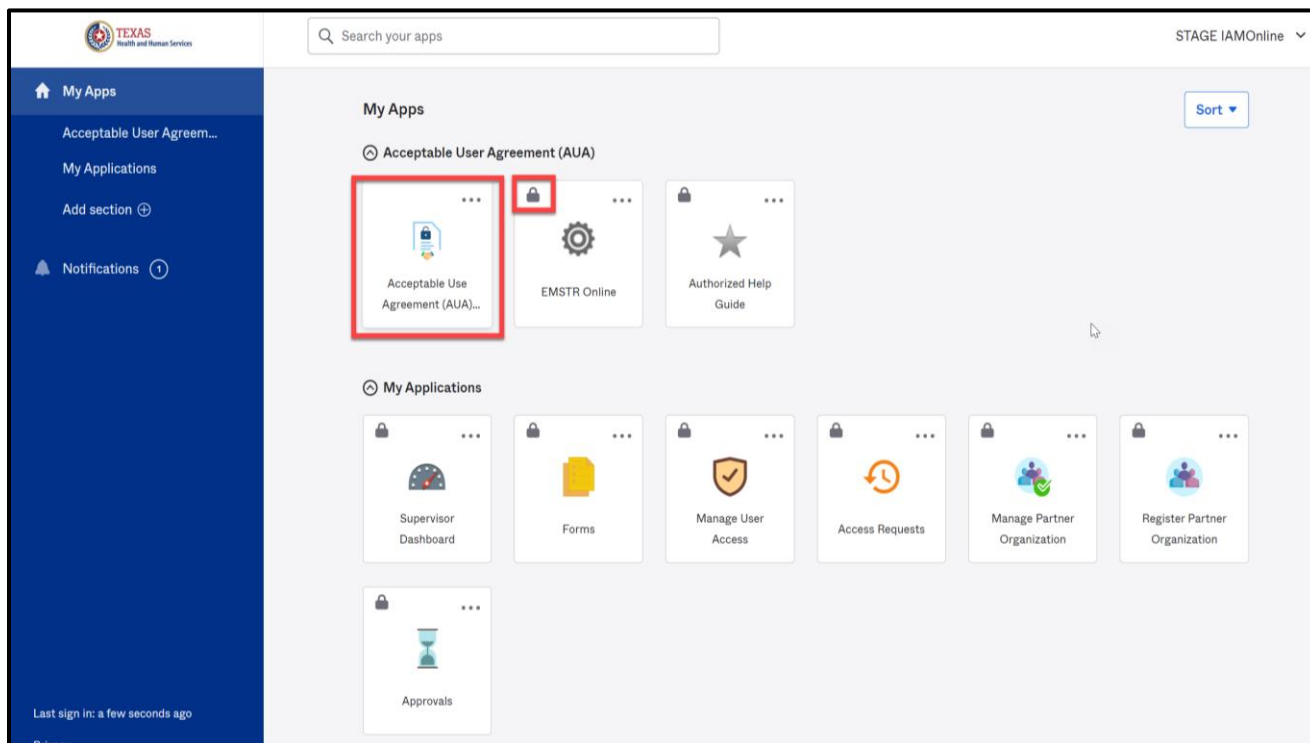 TEXAS
Health and Human Services
Search your apps
STAGE IAMOnline
My Apps
Acceptable User Agreem...
My Applications
Add section
Notifications 1
Last sign in: a few seconds ago
My Apps
Sort
Acceptable User Agreement (AUA)
Acceptable Use
Agreement (AUA)...
EMSTR Online
Authorized Help
Guide
My Applications
Supervisor
Dashboard
Forms
Manage User
Access
Access Requests
Manage Partner
Organization
Register Partner
Organization
Approvals